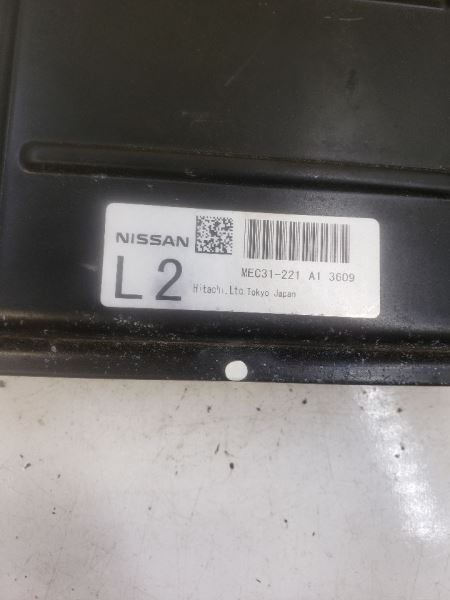 NISSAN
L2
MEC31-221 A1 3609
Hitachi,Ltd.Tokyo Japan